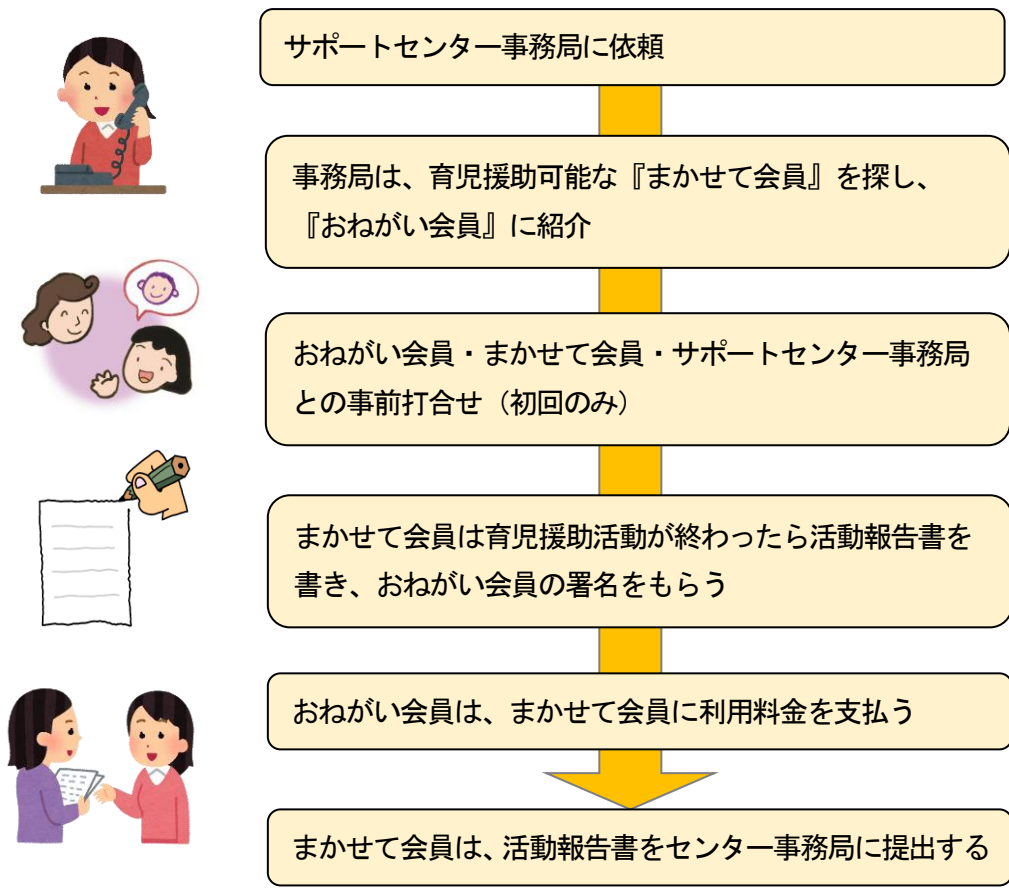 サポートセンター事務局に依頼
事務局は、育児援助可能な『まかせて会員』を探し、
『おねがい会員』に紹介
おねがい会員・まかせて会員・サポートセンター事務局
との事前打合せ（初回のみ）
まかせて会員は育児援助活動が終わったら活動報告書を
書き、おねがい会員の署名をもらう
おねがい会員は、まかせて会員に利用料金を支払う
まかせて会員は、活動報告書をセンター事務局に提出する